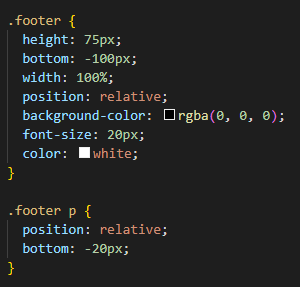 .footer {
height: 75px;
bottom: -100px;
width: 100%;
position: relative;
background-color: rgba(0, 0, 0);
font-size: 20px;
color: white;
}
.footer p {
position: relative;
bottom: -20px;
}